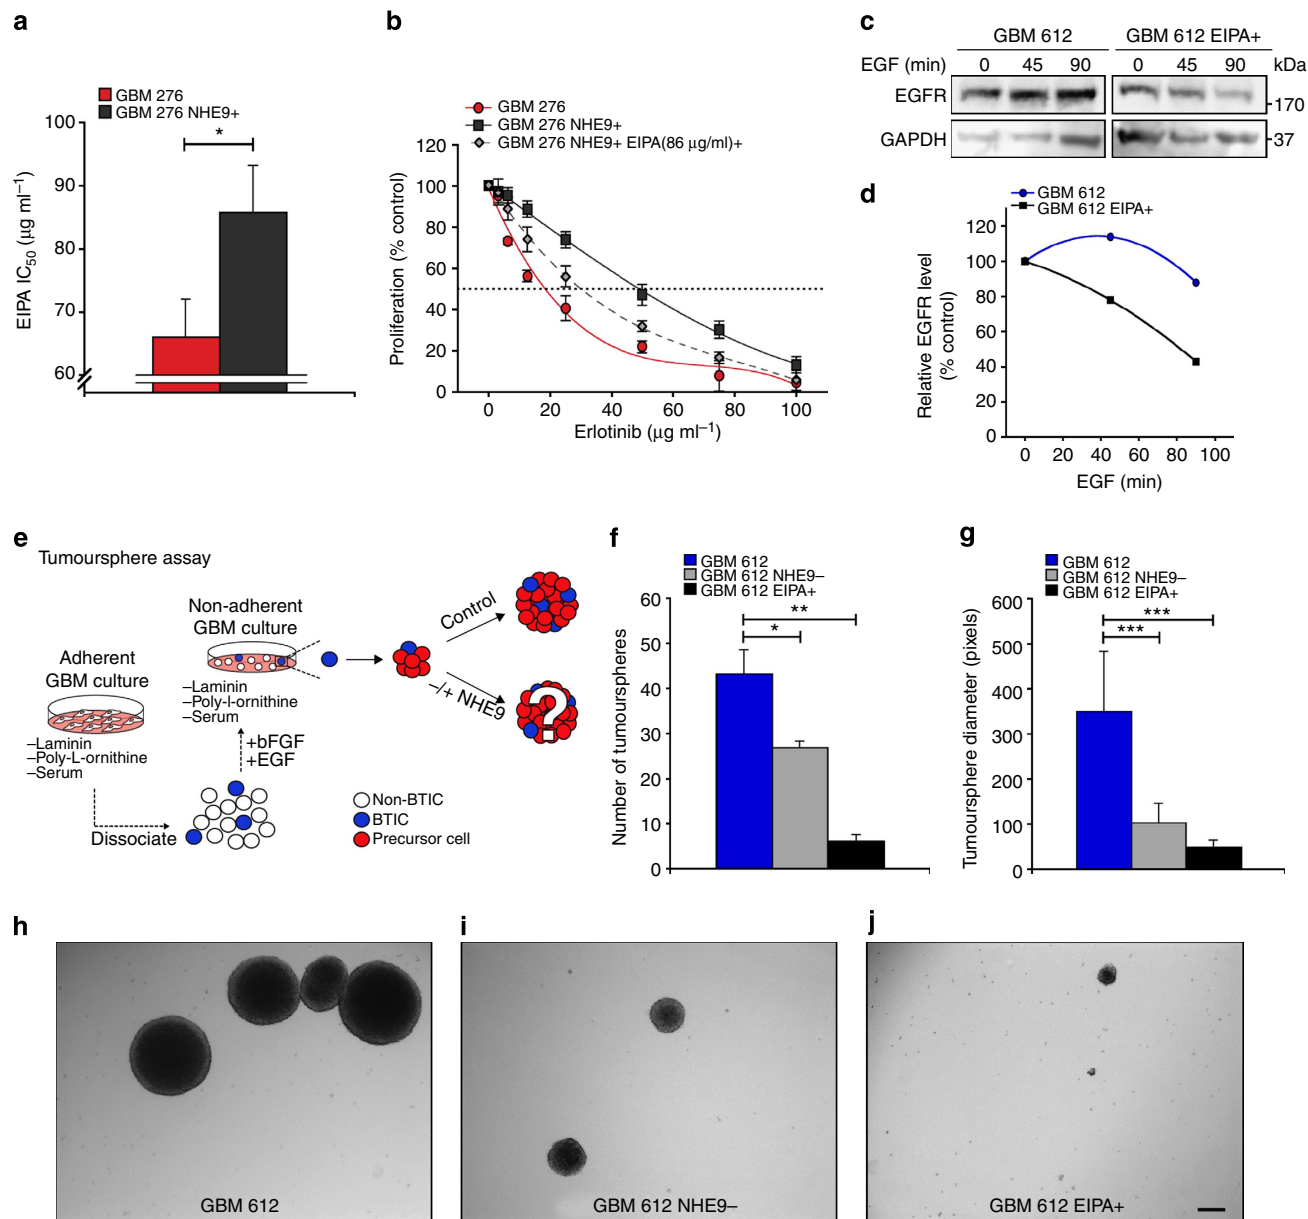 a
GBM 276
GBM 276 NHE9+
*
EIPA IC50 (μg ml–1)
100
90
80
70
60
b
GBM 276
GBM 276 NHE9+
GBM 276 NHE9+ EIPA(86 μg/ml)+
Proliferation (% control)
120
100
80
60
40
20
0
0 20 40 60 80 100
Erlotinib (μg ml–1)
c
GBM 612 GBM 612 EIPA+
EGF (min) 0 45 90 0 45 90 kDa
EGFR 170
GAPDH 37
d
GBM 612
GBM 612 EIPA+
Relative EGFR level
(% control)
120
100
80
60
40
20
0
0 20 40 60 80 100
EGF (min)
e
Tumoursphere assay
Adherent
GBM culture
–Laminin
–Poly-L-ornithine
–Serum
Dissociate
Non-adherent
GBM culture
–Laminin
–Poly-l-ornithine
–Serum
+bFGF
+EGF
Control
–/+ NHE9
?
Non-BTIC
BTIC
Precursor cell
f
GBM 612
GBM 612 NHE9–
GBM 612 EIPA+
**
*
Number of tumourspheres
60
50
40
30
20
10
0
g
GBM 612
GBM 612 NHE9–
GBM 612 EIPA+
***
***
Tumoursphere diameter (pixels)
600
500
400
300
200
100
0
h
GBM 612
i
GBM 612 NHE9–
j
GBM 612 EIPA+